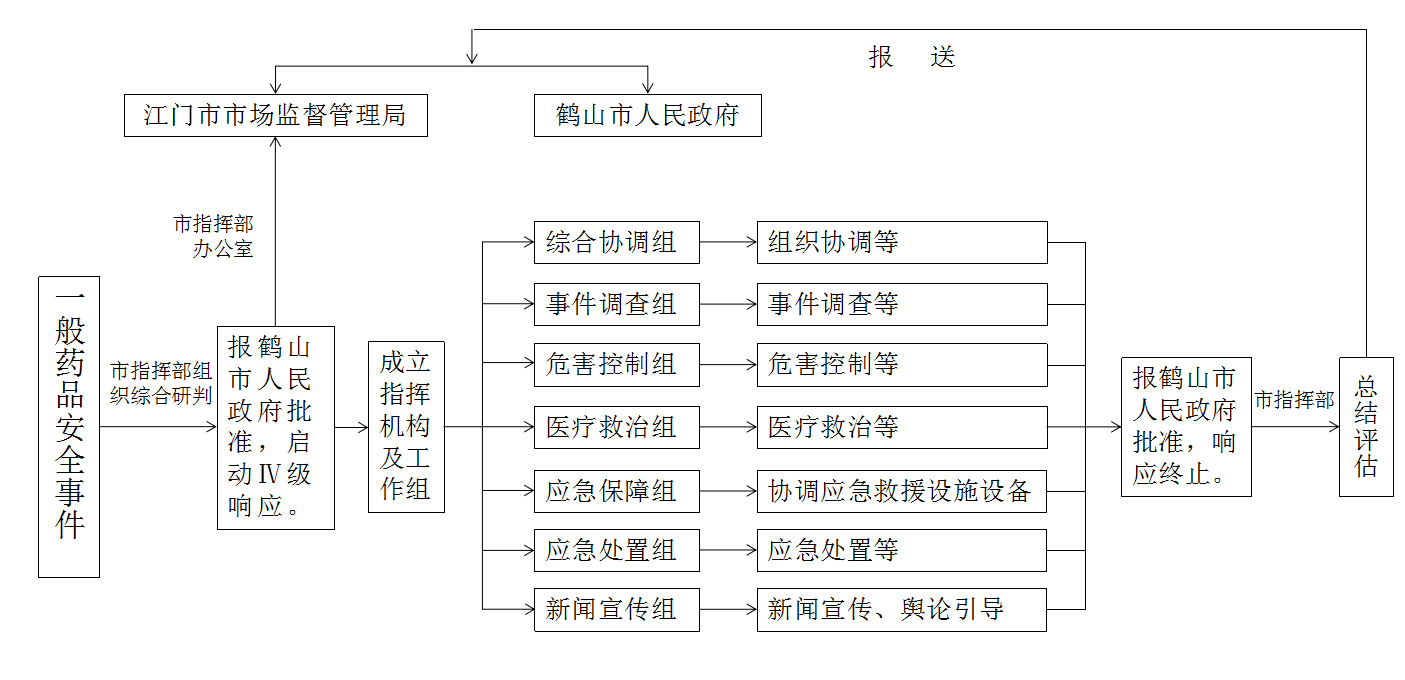 报 送
江门市市场监督管理局
鹤山市人民政府
市指挥部
办公室
一般药品安全事件
市指挥部组
织综合研判
报鹤山
市人民
政府批
准，启
动Ⅳ级
响应。
成立
指挥
机构
及工
作组
综合协调组
组织协调等
事件调查组
事件调查等
危害控制组
危害控制等
医疗救治组
医疗救治等
应急保障组
协调应急救援设施设备
应急处置组
应急处置等
新闻宣传组
新闻宣传、舆论引导
报鹤山市
人民政府
批准，响
应终止。
市指挥部
总结评估